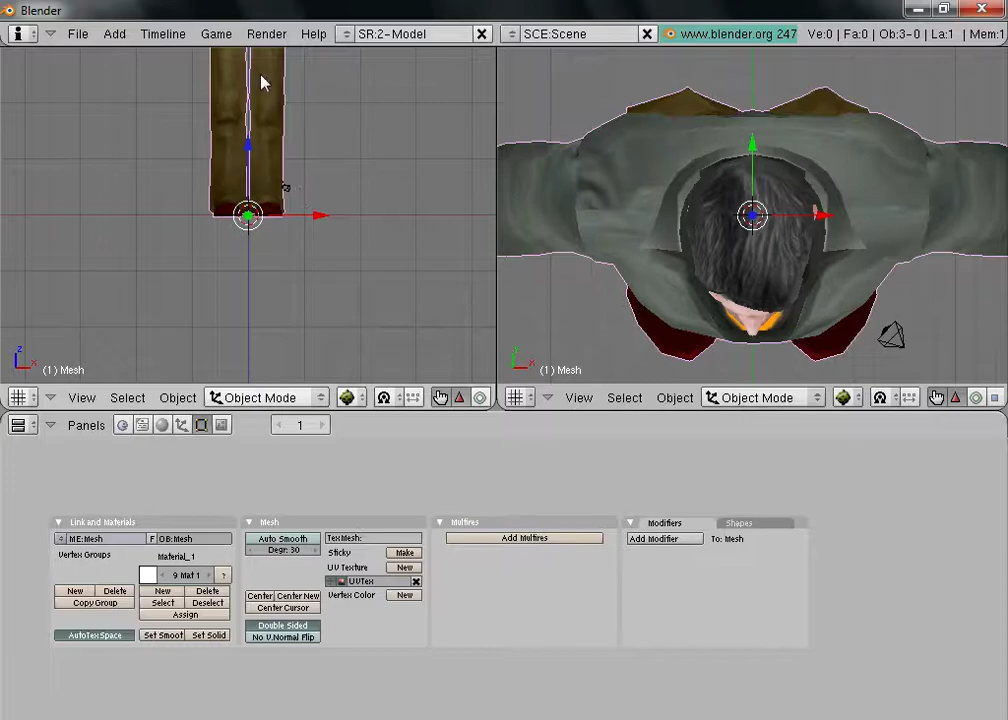 Blender
File Add Timeline Game Render Help SR:2-Model SCE:Scene www.blender.org 247 Ve:0 | Fa:0 | Ob:3-0 | La:1 | Mem:1
z x (1) Mesh
y x (1) Mesh
View Select Object Object Mode View Select Object Object Mode
Panels 1
Link and Materials Mesh Multires Modifiers Shapes
ME:Mesh F OB:Mesh Auto Smooth TexMesh: Add Multires Add Modifier To: Mesh
Vertex Groups Material_1 Degr: 30 Sticky Make
9 Mat 1 ? UV Texture New
UVTex
New Delete New Delete Center Center New Vertex Color New
Copy Group Select Deselect Center Cursor
Assign
Double Sided
AutoTexSpace Set Smoot Set Solid No V.Normal Flip